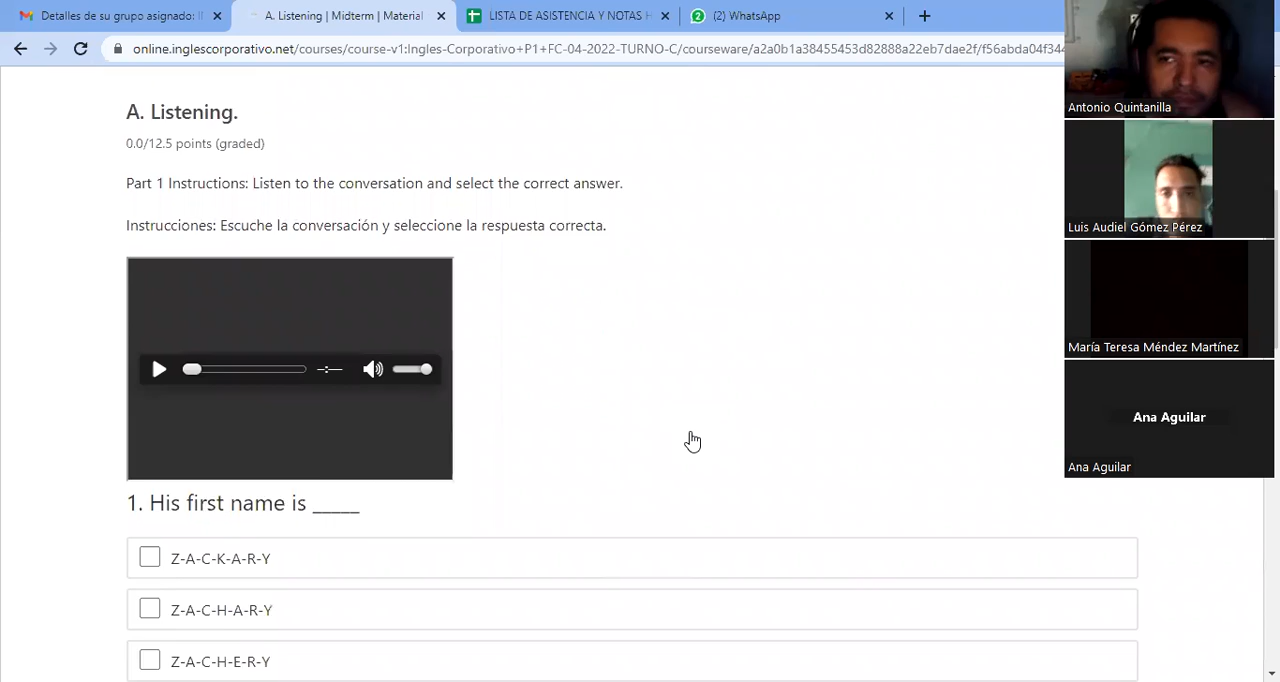 Detalles de su grupo asignado: II
A. Listening | Midterm | Material
LISTA DE ASISTENCIA Y NOTAS H
(2) WhatsApp
online.inglescorporativo.net/courses/course-v1:Ingles-Corporativo+P1+FC-04-2022-TURNO-C/courseware/a2a0b1a38455453d82888a22eb7dae2f/f56abda04f344
A. Listening.
0.0/12.5 points (graded)
Part 1 Instructions: Listen to the conversation and select the correct answer.
Instrucciones: Escuche la conversación y seleccione la respuesta correcta.
1. His first name is _____
Z-A-C-K-A-R-Y
Z-A-C-H-A-R-Y
Z-A-C-H-E-R-Y
Antonio Quintanilla
Luis Audiel Gómez Pérez
María Teresa Méndez Martínez
Ana Aguilar
Ana Aguilar